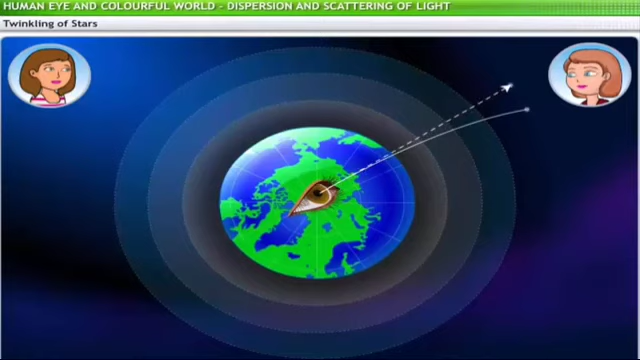 HUMAN EYE AND COLOURFUL WORLD - DISPERSION AND SCATTERING OF LIGHT
Twinkling of Stars